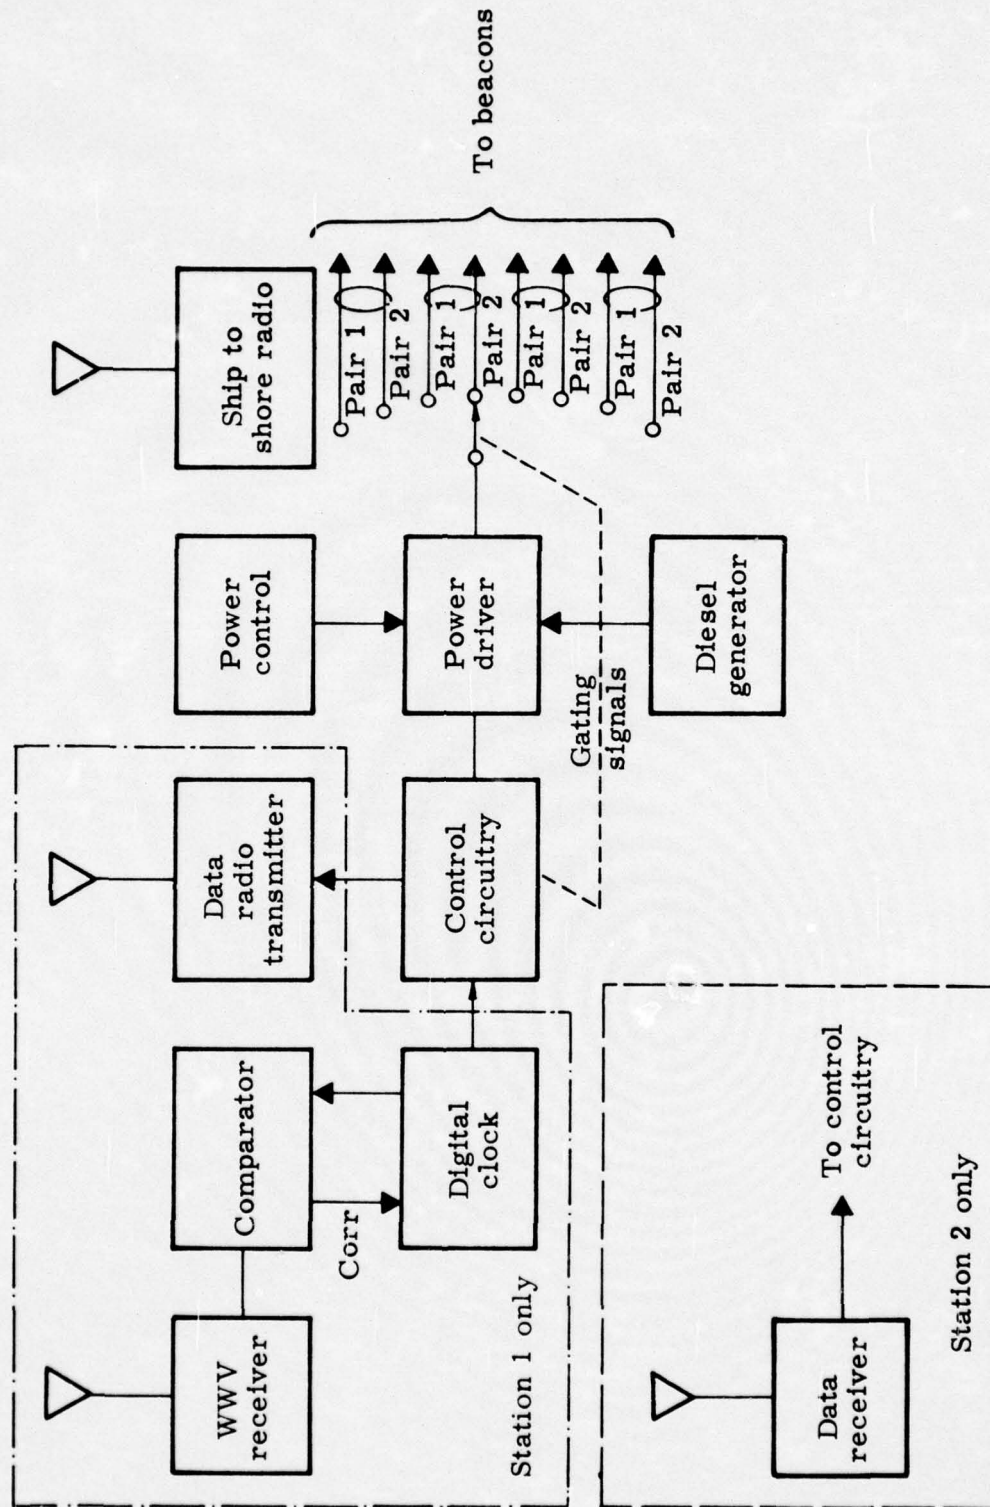 WWV
receiver
Comparator
Corr
Digital
clock
Station 1 only
Data
radio
transmitter
Control
circuitry
Power
control
Power
driver
Gating
signals
Diesel
generator
Ship to
shore radio
Pair 1
Pair 2
Pair 1
Pair 2
Pair 1
Pair 2
Pair 1
Pair 2
To beacons
Data
receiver
To control
circuitry
Station 2 only